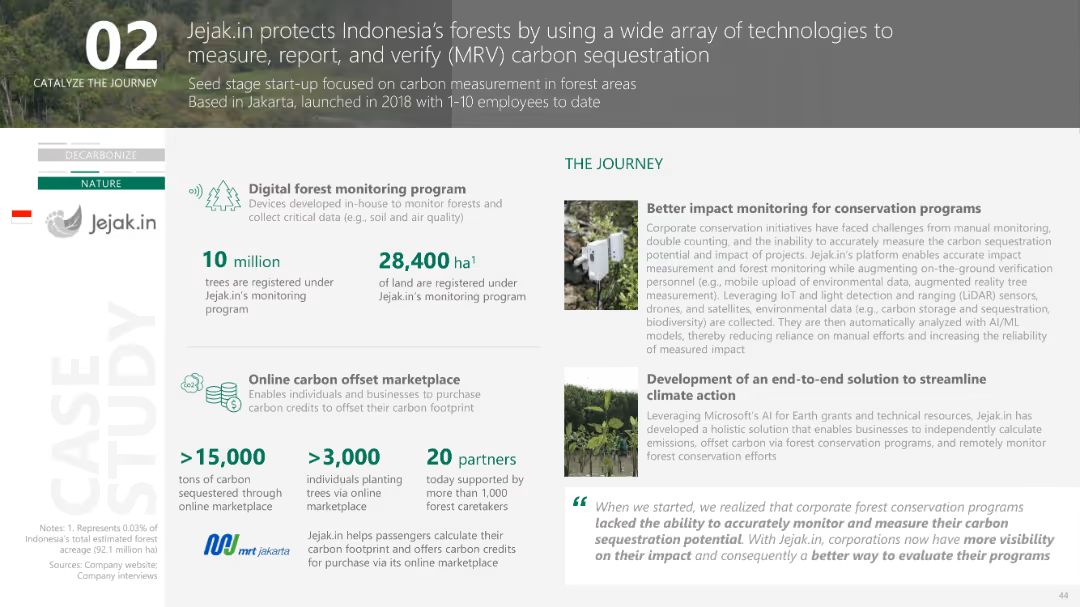 02
CATALYZE THE JOURNEY
Jejak.in protects Indonesia's forests by using a wide array of technologies to
measure, report, and verify (MRV) carbon sequestration
Seed stage start-up focused on carbon measurement in forest areas
Based in Jakarta, launched in 2018 with 1-10 employees to date
DECARBONIZE
NATURE
Jejak.in
CASE
STUDY
Notes: 1. Represents 0.03% of
Indonesia's total estimated forest
acreage (92.1 million ha)
Sources: Company website;
Company interviews
Digital forest monitoring program
Devices developed in-house to monitor forests and
collect critical data (e.g., soil and air quality)
10 million
trees are registered under
Jejak.in's monitoring
program
28,400 ha¹
of land are registered under
Jejak.in's monitoring program
CO2
Online carbon offset marketplace
Enables individuals and businesses to purchase
carbon credits to offset their carbon footprint
>15,000
tons of carbon
sequestered through
online marketplace
>3,000
individuals planting
trees via online
marketplace
20 partners
today supported by
more than 1,000
forest caretakers
mrt jakarta
Jejak.in helps passengers calculate their
carbon footprint and offers carbon credits
for purchase via its online marketplace
THE JOURNEY
Better impact monitoring for conservation programs
Corporate conservation initiatives have faced challenges from manual monitoring,
double counting, and the inability to accurately measure the carbon sequestration
potential and impact of projects. Jejak.in's platform enables accurate impact
measurement and forest monitoring while augmenting on-the-ground verification
personnel (e.g., mobile upload of environmental data, augmented reality tree
measurement). Leveraging IoT and light detection and ranging (LiDAR) sensors,
drones, and satellites, environmental data (e.g., carbon storage and sequestration,
biodiversity) are collected. They are then automatically analyzed with AI/ML
models, thereby reducing reliance on manual efforts and increasing the reliability
of measured impact
Development of an end-to-end solution to streamline
climate action
Leveraging Microsoft's AI for Earth grants and technical resources, Jejak.in has
developed a holistic solution that enables businesses to independently calculate
emissions, offset carbon via forest conservation programs, and remotely monitor
forest conservation efforts
“ When we started, we realized that corporate forest conservation programs
lacked the ability to accurately monitor and measure their carbon
sequestration potential. With Jejak.in, corporations now have more visibility
on their impact and consequently a better way to evaluate their programs
44